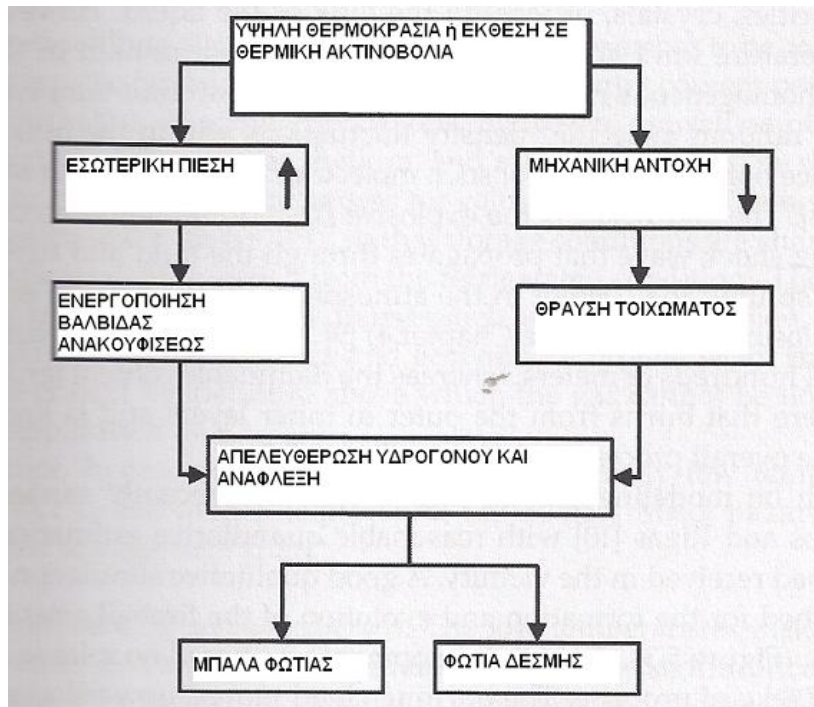 ΥΨΗΛΗ ΘΕΡΜΟΚΡΑΣΙΑ ή ΕΚΘΕΣΗ ΣΕ
ΘΕΡΜΙΚΗ ΑΚΤΙΝΟΒΟΛΙΑ
ΕΣΩΤΕΡΙΚΗ ΠΙΕΣΗ
ΜΗΧΑΝΙΚΗ ΑΝΤΟΧΗ
ΕΝΕΡΓΟΠΟΙΗΣΗ
ΒΑΛΒΙΔΑΣ
ΑΝΑΚΟΥΦΙΣΕΩΣ
ΘΡΑΥΣΗ ΤΟΙΧΩΜΑΤΟΣ
ΑΠΕΛΕΥΘΕΡΩΣΗ ΥΔΡΟΓΟΝΟΥ ΚΑΙ
ΑΝΑΦΛΕΞΗ
ΜΠΑΛΑ ΦΩΤΙΑΣ
ΦΩΤΙΑ ΔΕΣΜΗΣ